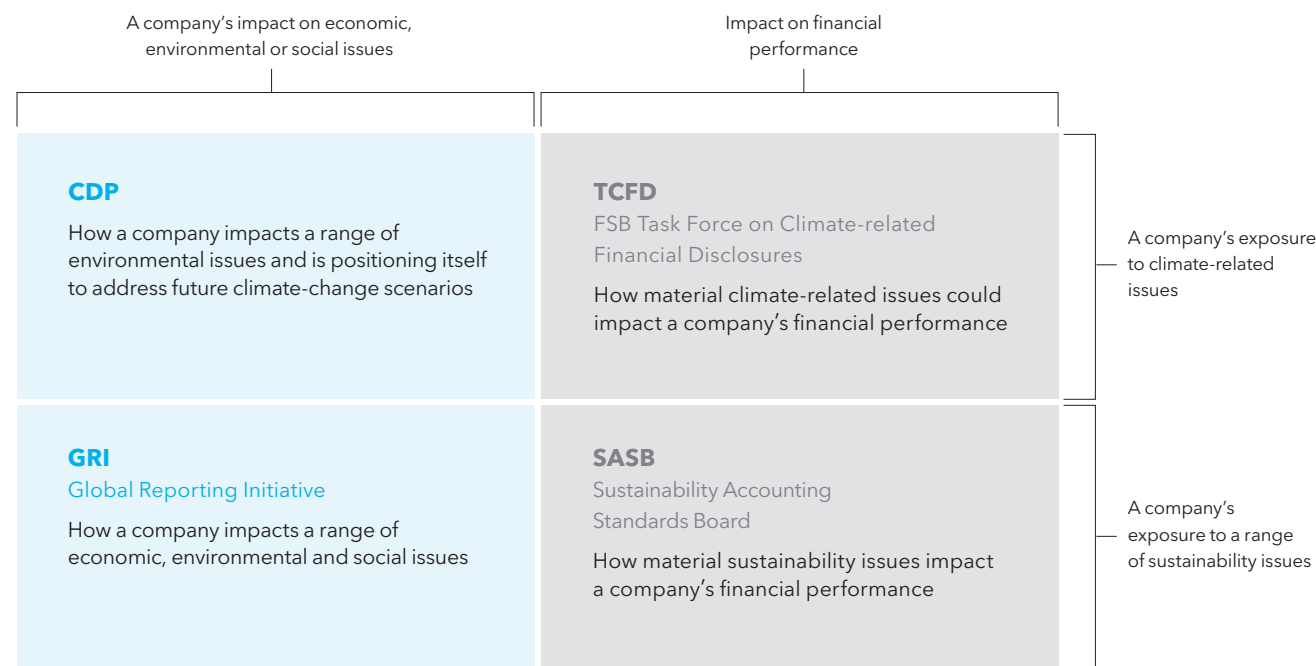 A company’s impact on economic,
environmental or social issues
Impact on financial
performance
CDP
How a company impacts a range of
environmental issues and is positioning itself
to address future climate-change scenarios
TCFD
FSB Task Force on Climate-related
Financial Disclosures
How material climate-related issues could
impact a company’s financial performance
A company’s exposure
to climate-related
issues
GRI
Global Reporting Initiative
How a company impacts a range of
economic, environmental and social issues
SASB
Sustainability Accounting
Standards Board
How material sustainability issues impact
a company’s financial performance
A company’s
exposure to a range
of sustainability issues